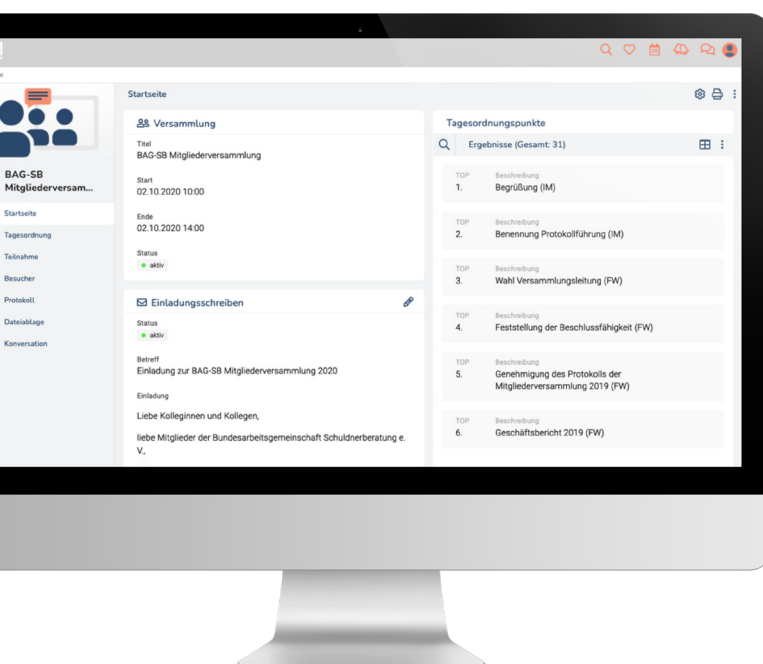 BAG-SB
Mitgliederversam...
Startseite
Tagesordnung
Teilnahme
Besucher
Protokoll
Dateiablage
Konversation
Startseite
Versammlung
Titel
BAG-SB Mitgliederversammlung
Start
02.10.2020 10:00
Ende
02.10.2020 14:00
Status
aktiv
Einladungsschreiben
Status
aktiv
Betreff
Einladung zur BAG-SB Mitgliederversammlung 2020
Einladung
Liebe Kolleginnen und Kollegen,
liebe Mitglieder der Bundesarbeitsgemeinschaft Schuldnerberatung e.
V.,
Tagesordnungspunkte
Ergebnisse (Gesamt: 31)
TOP Beschreibung
1. Begrüßung (IM)
TOP Beschreibung
2. Benennung Protokollführung (IM)
TOP Beschreibung
3. Wahl Versammlungsleitung (FW)
TOP Beschreibung
4. Feststellung der Beschlussfähigkeit (FW)
TOP Beschreibung
5. Genehmigung des Protokolls der
Mitgliederversammlung 2019 (FW)
TOP Beschreibung
6. Geschäftsbericht 2019 (FW)